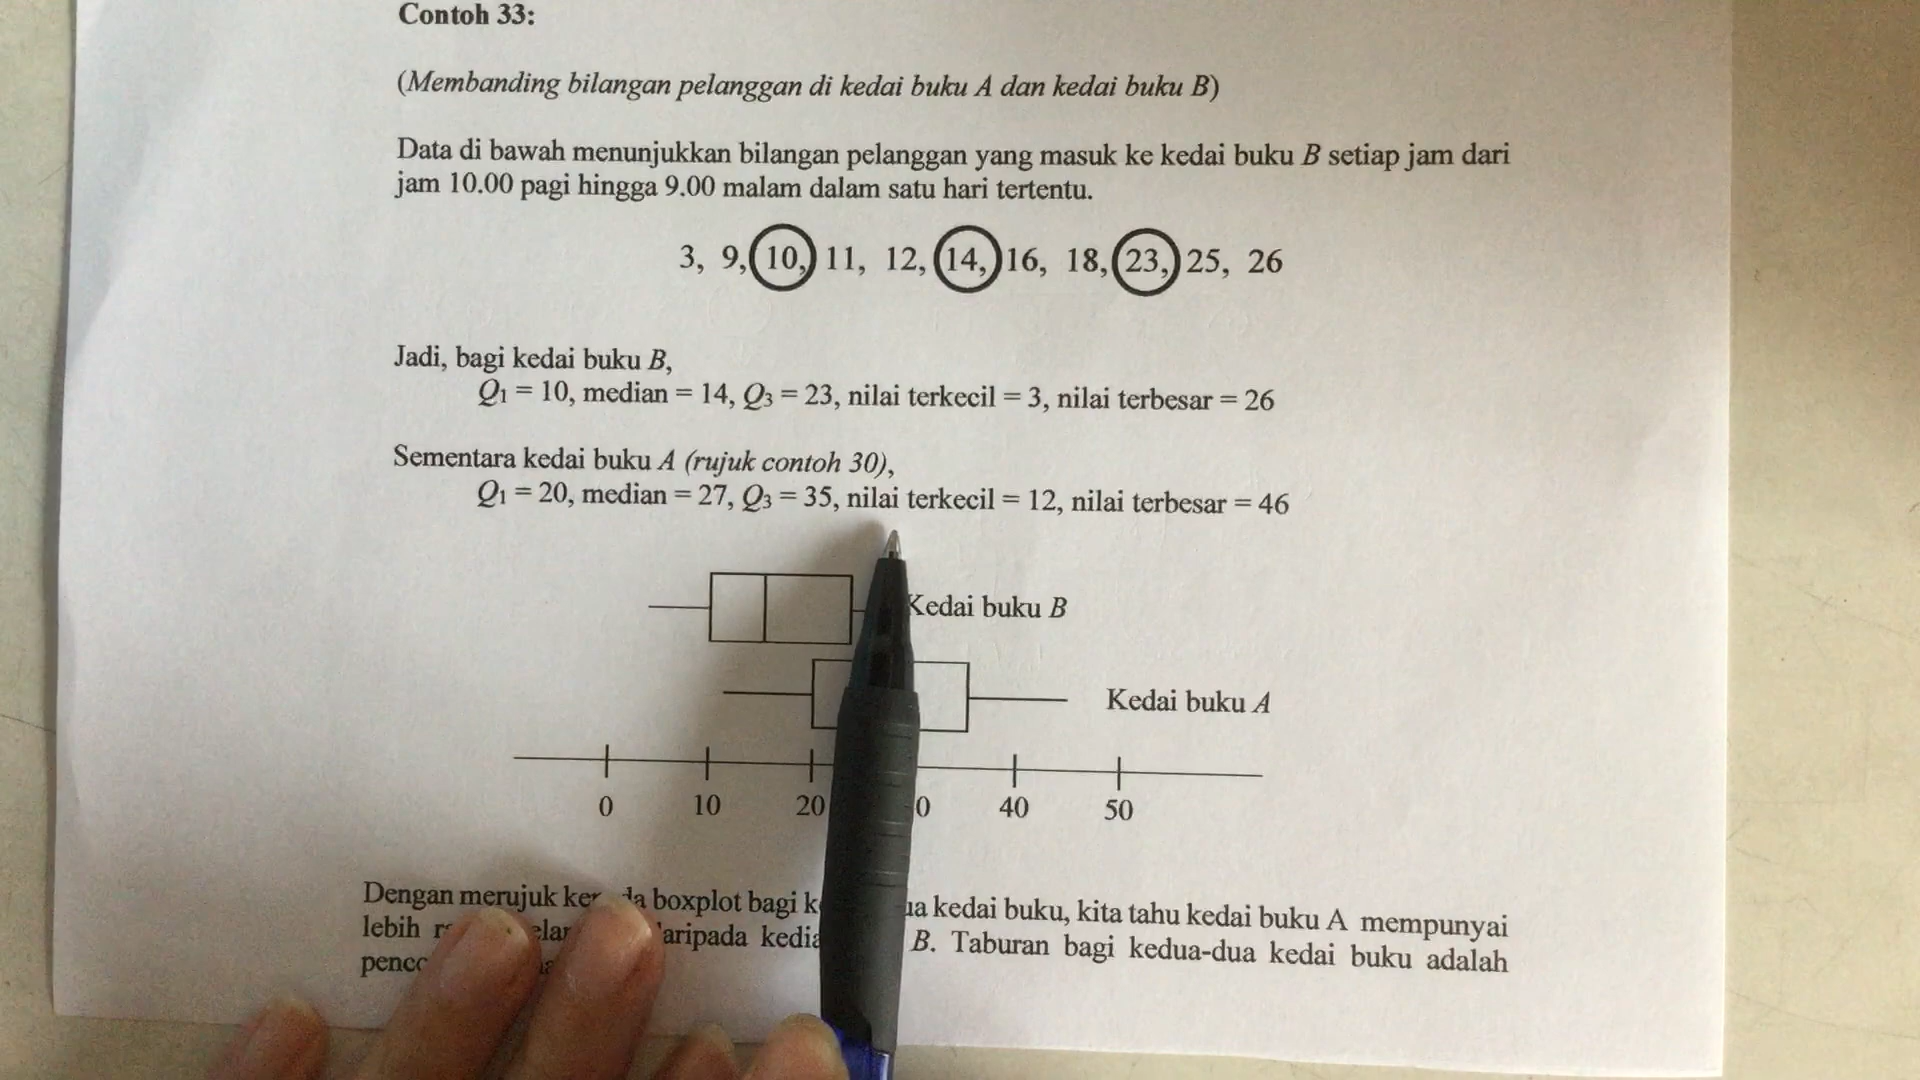 Contoh 33:
(Membanding bilangan pelanggan di kedai buku A dan kedai buku B)
Data di bawah menunjukkan bilangan pelanggan yang masuk ke kedai buku B setiap jam dari
jam 10.00 pagi hingga 9.00 malam dalam satu hari tertentu.
3, 9, 10, 11, 12, 14, 16, 18, 23, 25, 26
Jadi, bagi kedai buku B,
Q1 = 10, median = 14, Q3 = 23, nilai terkecil = 3, nilai terbesar = 26
Sementara kedai buku A (rujuk contoh 30),
Q1 = 20, median = 27, Q3 = 35, nilai terkecil = 12, nilai terbesar = 46
Kedai buku B
Kedai buku A
0 10 20 40 50
Dengan merujuk boxplot bagi kedai buku, kita tahu kedai buku A mempunyai
lebih B. Taburan bagi kedua-dua kedai buku adalah